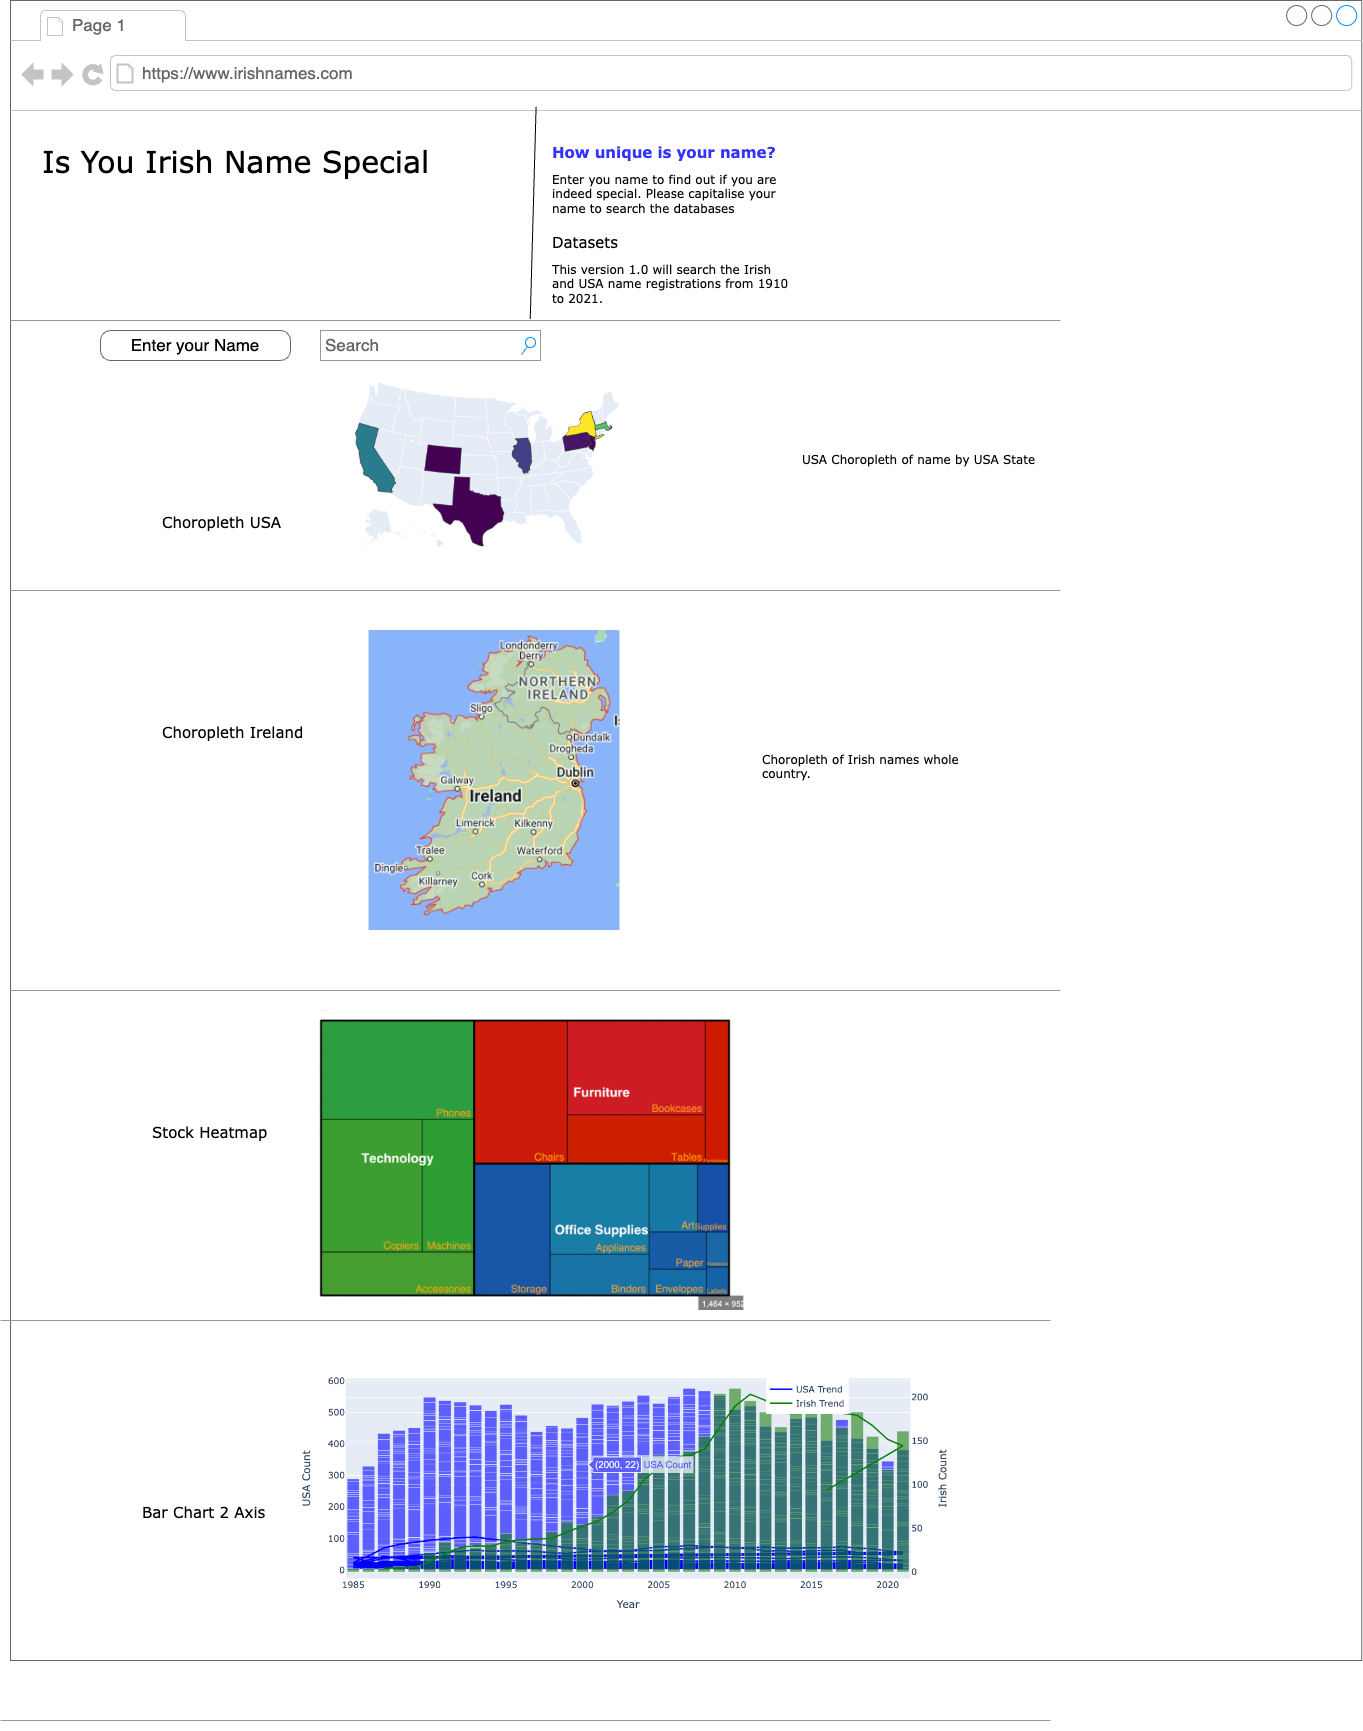 Page 1
https://www.irishnames.com
Is You Irish Name Special
How unique is your name?
Enter you name to find out if you are
indeed special. Please capitalise your
name to search the databases
Datasets
This version 1.0 will search the Irish
and USA name registrations from 1910
to 2021.
Enter your Name
Search
USA Choropleth of name by USA State
Choropleth USA
Londonderry
Derry
NORTHERN
IRELAND
Sligo
Choropleth Ireland
Dundalk
Drogheda
Dublin
Galway
Ireland
Limerick
Kilkenny
Tralee
Waterford
Dingle
Killarney
Cork
Choropleth of Irish names whole
country.
Stock Heatmap
Phones
Technology
Copiers
Machines
Accessories
Furniture
Bookcases
Chairs
Tables
Office Supplies
Appliances
Art
Supplies
Paper
Storage
Binders
Envelopes
Labels
1,464 × 952
Bar Chart 2 Axis
USA Count
600
500
400
300
200
100
0
USA Trend
Irish Trend
(2000, 22)
USA Count
200
150
100
50
0
Irish Count
1985
1990
1995
2000
2005
2010
2015
2020
Year